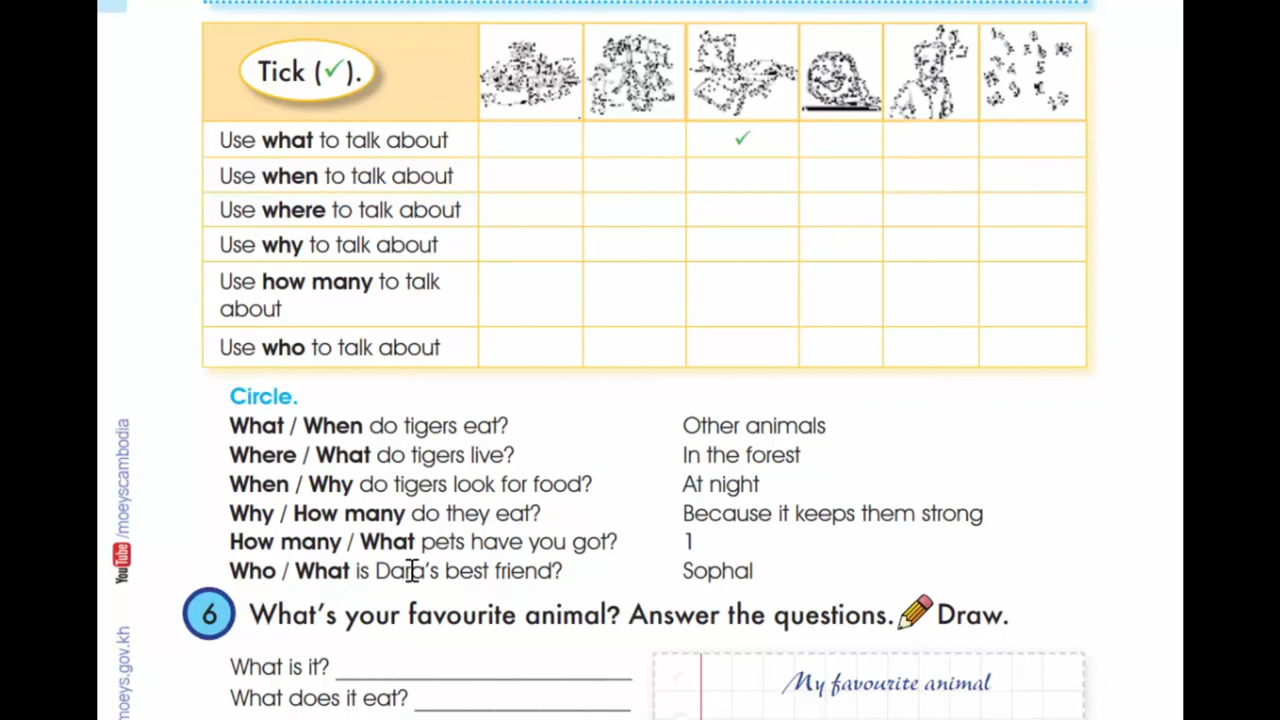 Tick (✓).
Use what to talk about ✓
Use when to talk about
Use where to talk about
Use why to talk about
Use how many to talk
about
Use who to talk about
Circle.
What / When do tigers eat? Other animals
Where / What do tigers live? In the forest
When / Why do tigers look for food? At night
Why / How many do they eat? Because it keeps them strong
How many / What pets have you got? 1
Who / What is Dara's best friend? Sophal
6 What's your favourite animal? Answer the questions. Draw.
What is it?
What does it eat?
My favourite animal
YouTube /moeyscambodia
moeys.gov.kh